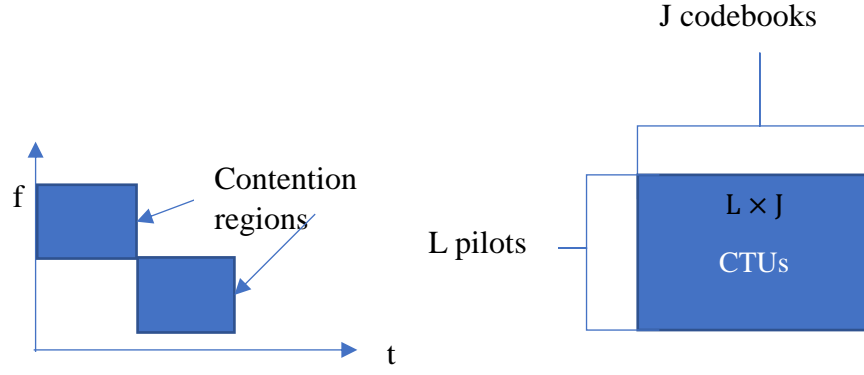 J codebooks
f
Contention
regions
L pilots
L × J
CTUs
t